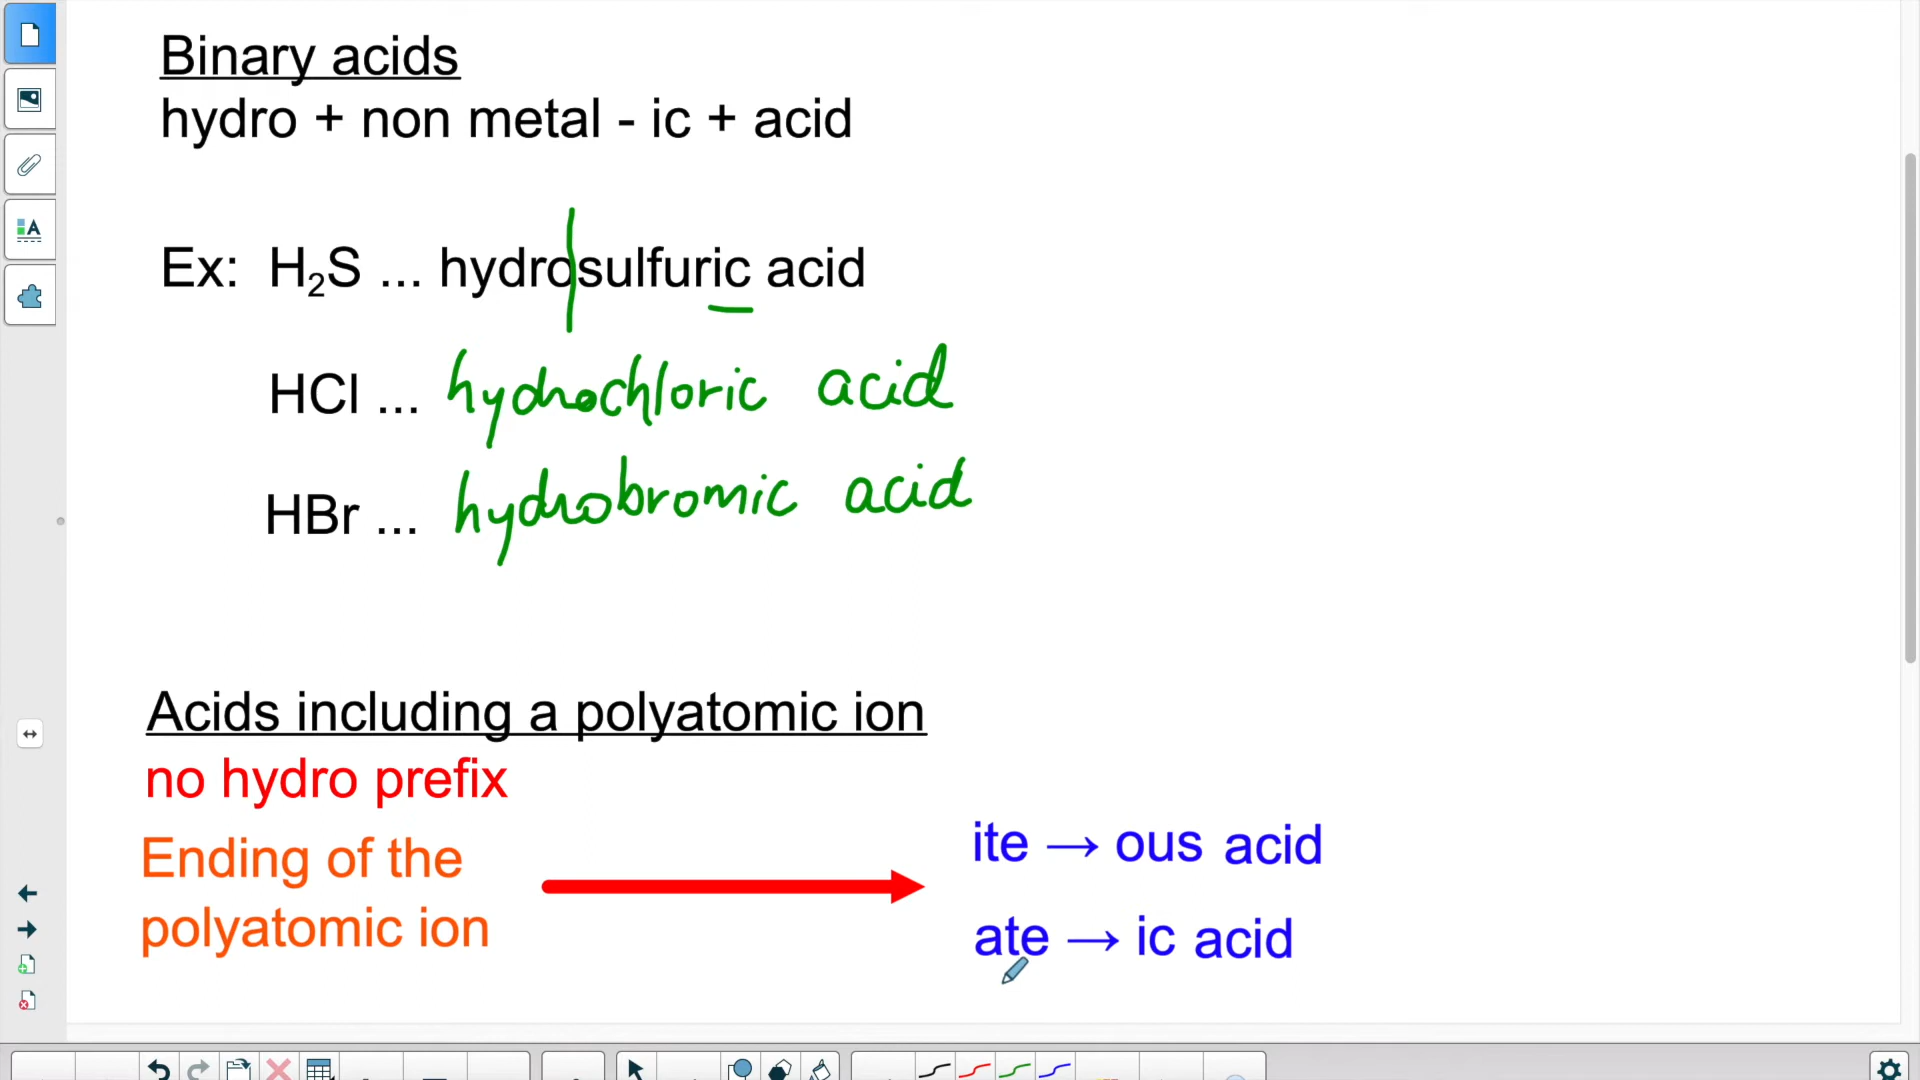 Binary acids
hydro + non metal - ic + acid
Ex: H₂S ... hydrosulfuric acid
HCl ... hydrochloric acid
HBr ... hydrobromic acid
Acids including a polyatomic ion
no hydro prefix
Ending of the
polyatomic ion
ite → ous acid
ate → ic acid